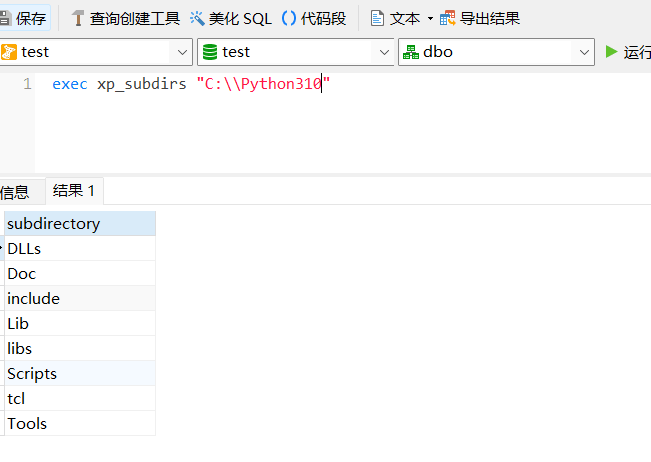 保存 查询创建工具 美化 SQL 代码段 文本 导出结果
test test dbo 运行
1 exec xp_subdirs "C:\\Python310"
信息 结果 1
subdirectory
DLLs
Doc
include
Lib
libs
Scripts
tcl
Tools